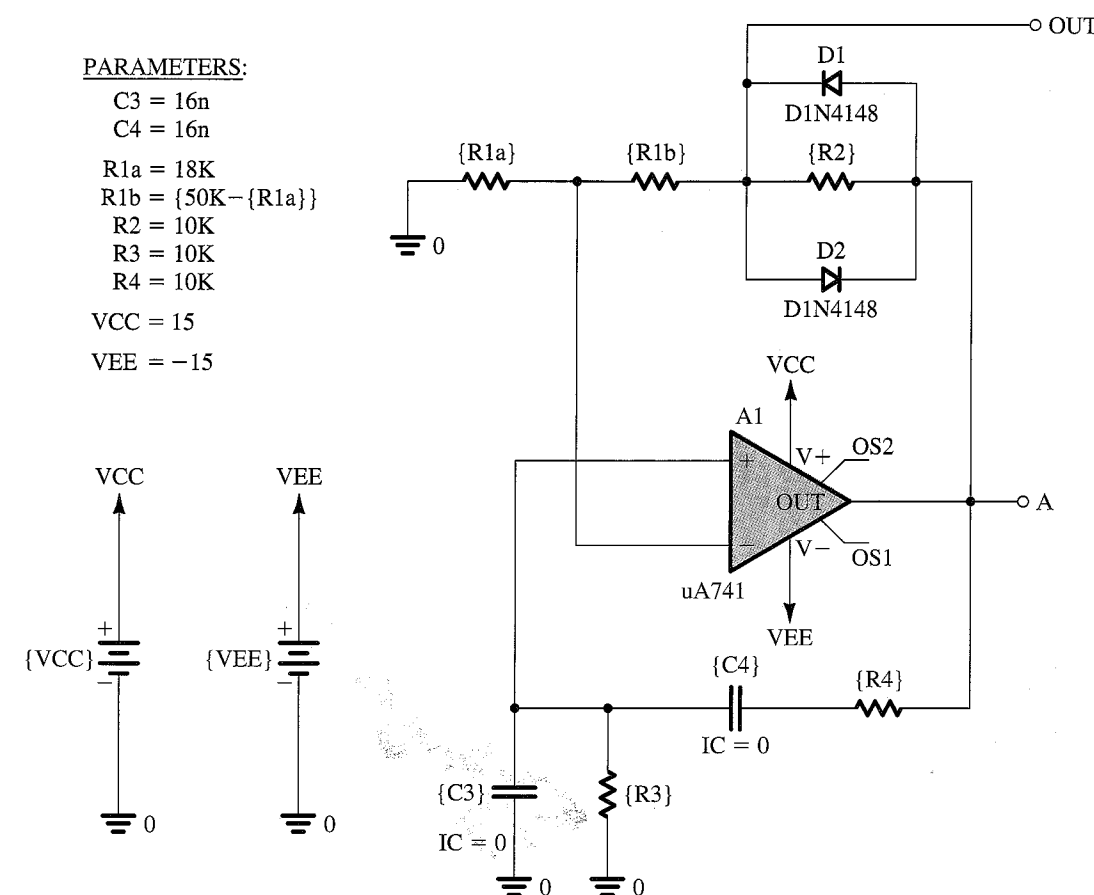 OUT
PARAMETERS:
C3 = 16n
C4 = 16n
R1a = 18K
R1b = {50K−{R1a}}
R2 = 10K
R3 = 10K
R4 = 10K
VCC = 15
VEE = −15
D1
D1N4148
{R1a}
{R1b}
{R2}
0
D2
D1N4148
VCC
A1
OS2
+
V+
OUT
A
−
V−
OS1
uA741
VEE
VCC
VEE
+
{VCC}
−
+
{VEE}
−
0
0
{C4}
{R4}
IC = 0
{C3}
{R3}
IC = 0
0
0